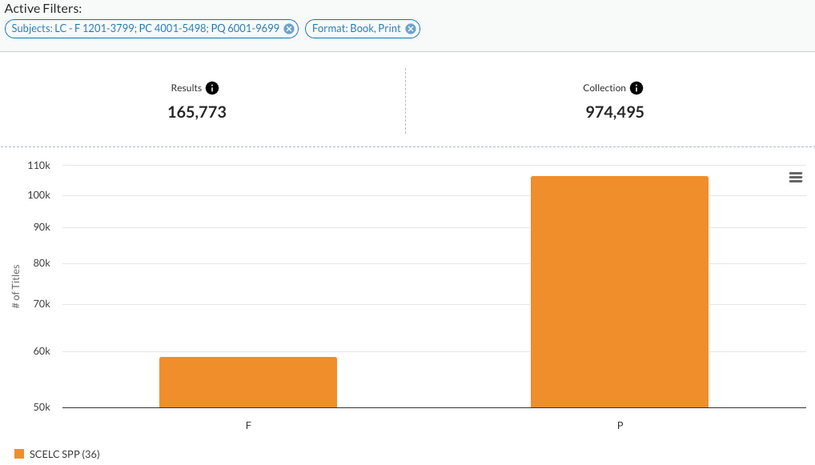 Active Filters:
Subjects: LC - F 1201-3799; PC 4001-5498; PQ 6001-9699 Format: Book, Print
Results Collection
165,773 974,495
110k
100k
90k
80k
70k
60k
50k
# of Titles
F P
SCELC SPP (36)